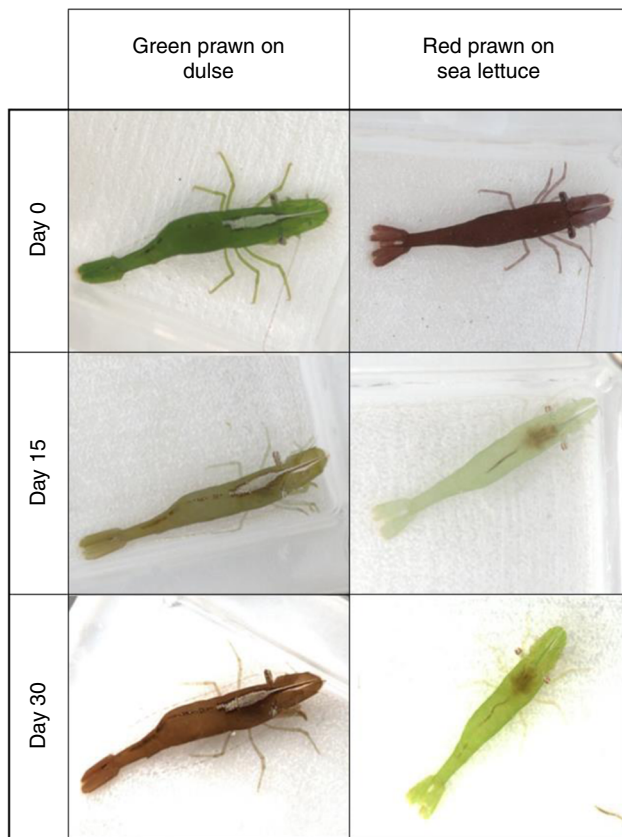 Green prawn on
dulse
Red prawn on
sea lettuce
Day 0
Day 15
Day 30